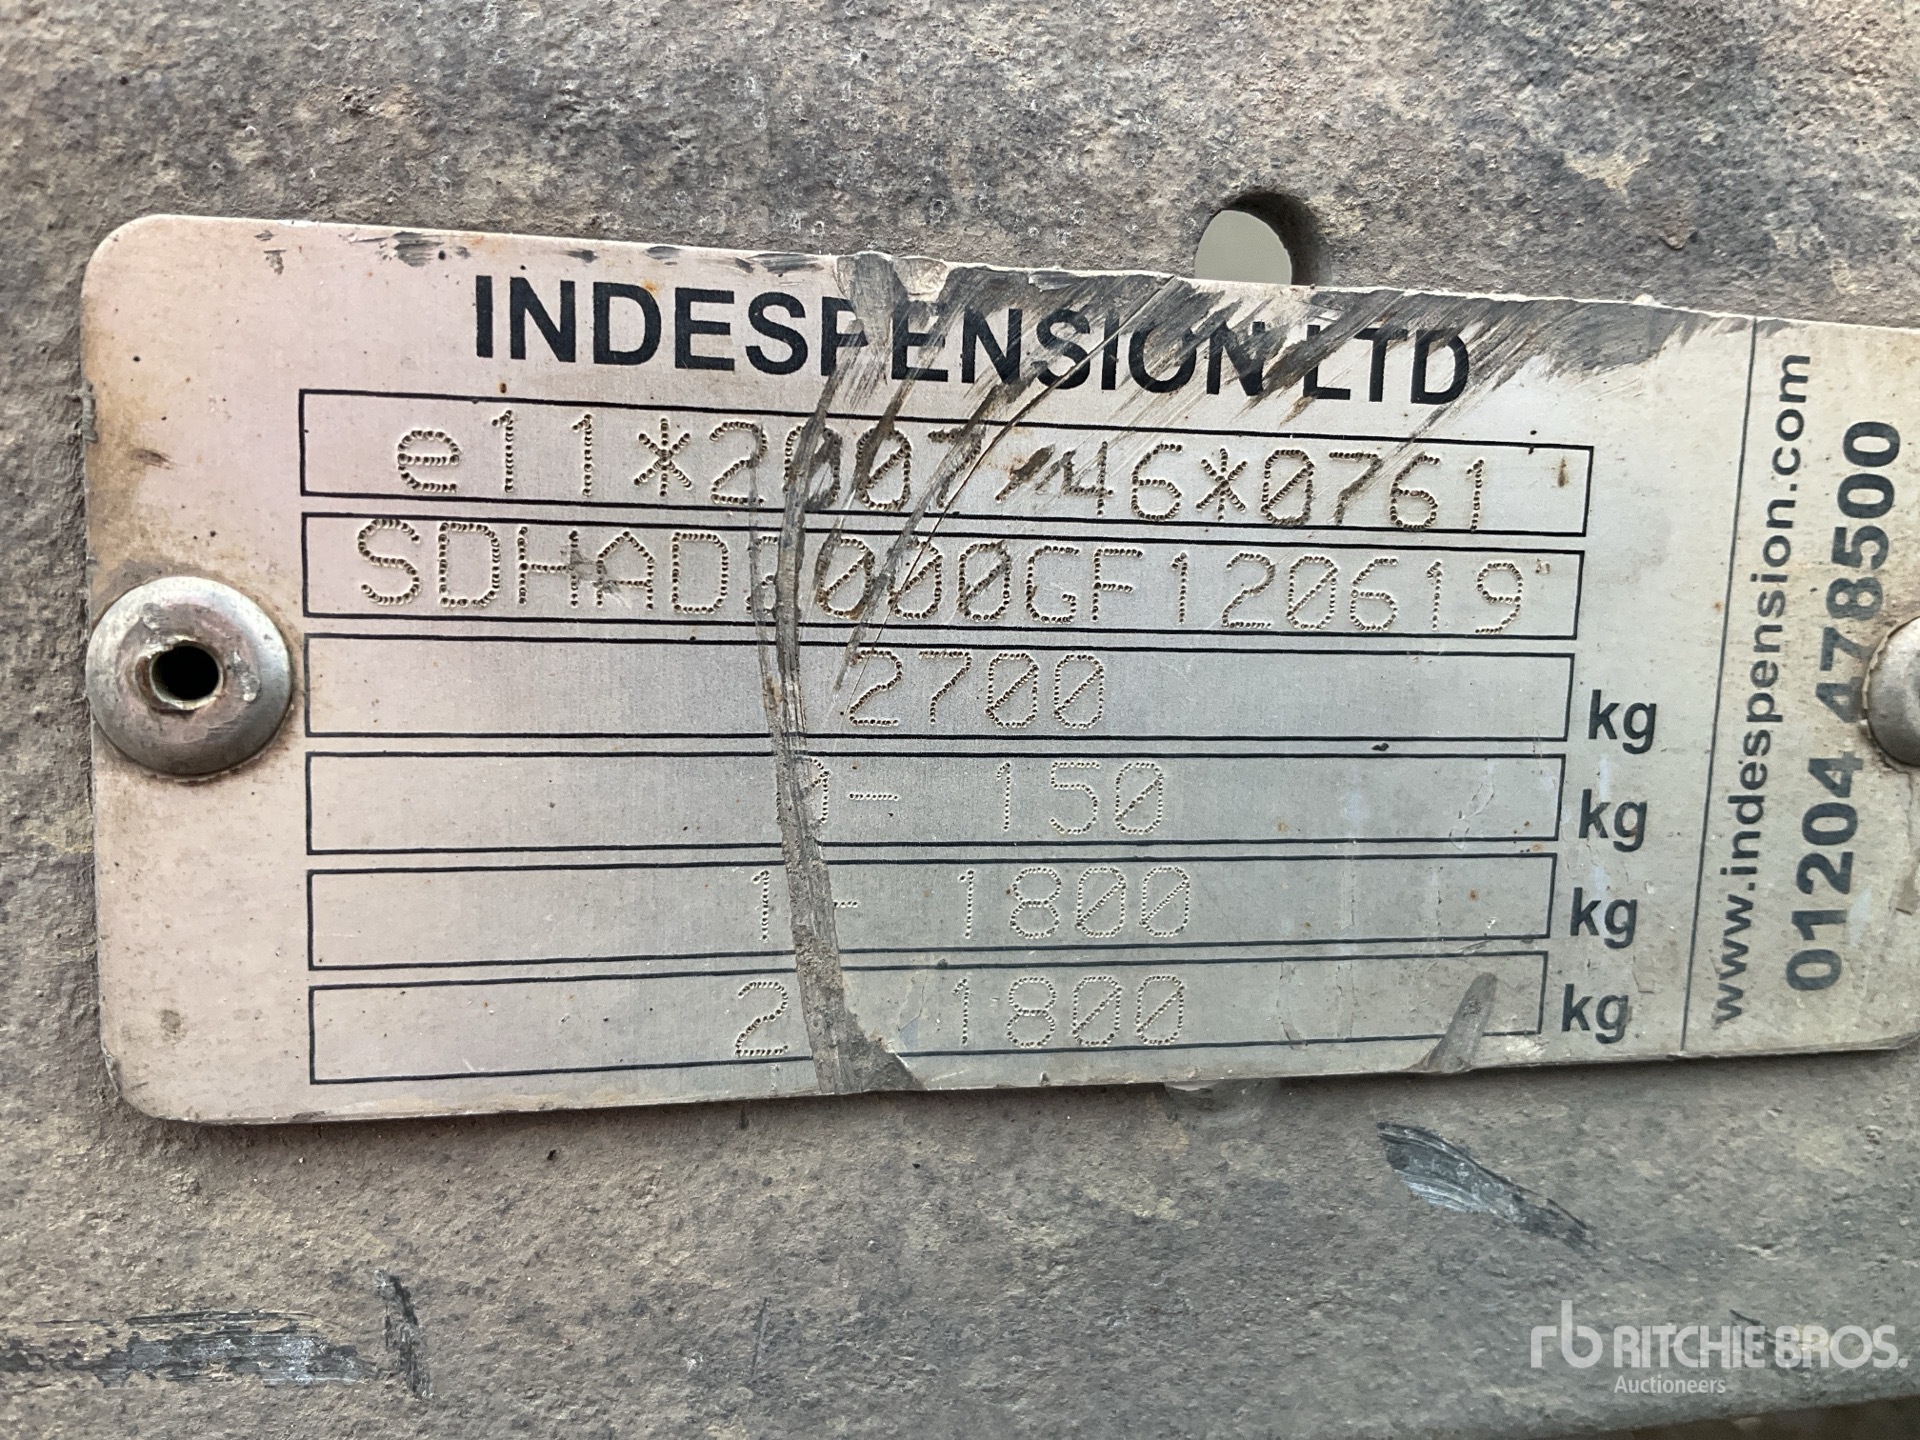 INDESPENSION LTD
e11*2007/46*0761
2700 kg
0- 150 kg
1- 1800 kg
2 1800 kg
www.indespension.com
01204 478500
rb RITCHIE BROS.
Auctioneers